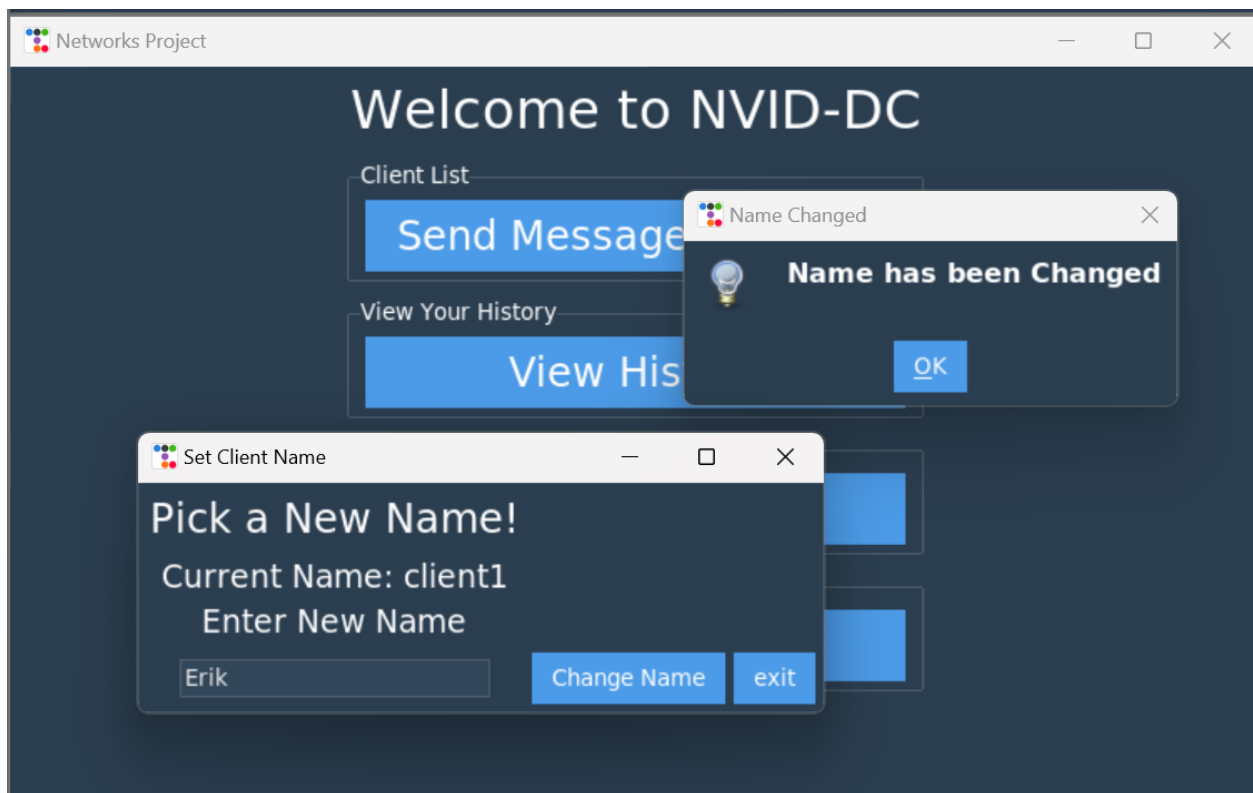 Networks Project
Welcome to NVID-DC
Client List
Send Message
View Your History
View His
Name Changed
Name has been Changed
OK
Set Client Name
Pick a New Name!
Current Name: client1
Enter New Name
Erik
Change Name
exit